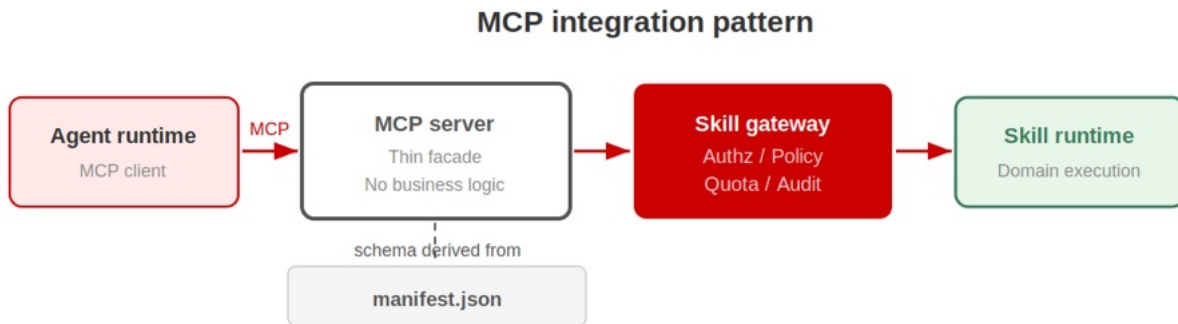 MCP integration pattern
Agent runtime
MCP client
MCP
MCP server
Thin facade
No business logic
Skill gateway
Authz / Policy
Quota / Audit
Skill runtime
Domain execution
schema derived from
manifest.json